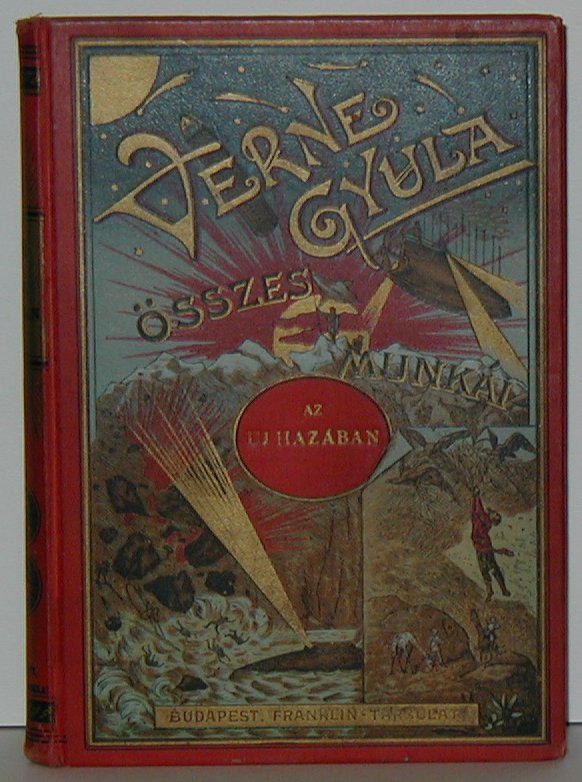 VERNE
GYULA
ÖSSZES
MUNKÁI
AZ
UJ HAZÁBAN
BUDAPEST, FRANKLIN-TÁRSULAT